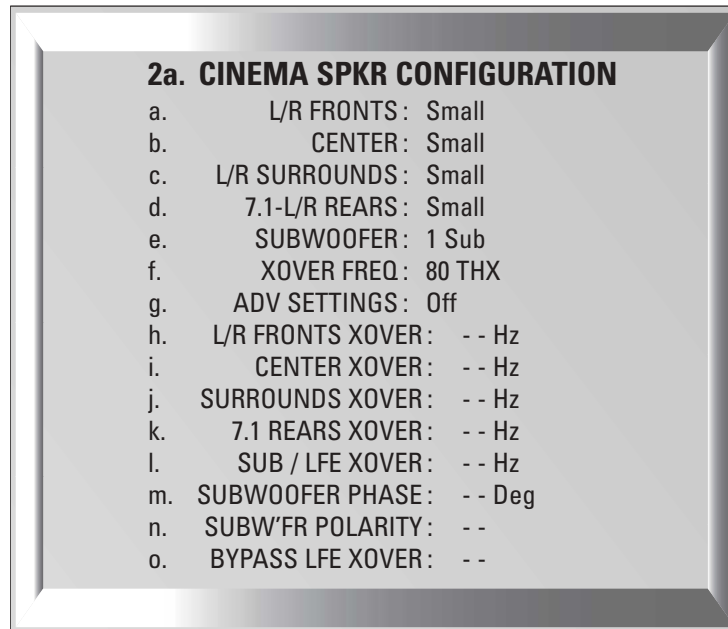 2a. CINEMA SPKR CONFIGURATION
a. L/R FRONTS: Small
b. CENTER: Small
c. L/R SURROUNDS: Small
d. 7.1-L/R REARS: Small
e. SUBWOOFER: 1 Sub
f. XOVER FREQ: 80 THX
g. ADV SETTINGS: Off
h. L/R FRONTS XOVER: - - Hz
i. CENTER XOVER: - - Hz
j. SURROUNDS XOVER: - - Hz
k. 7.1 REARS XOVER: - - Hz
l. SUB / LFE XOVER: - - Hz
m. SUBWOOFER PHASE: - - Deg
n. SUBW'FR POLARITY: - -
o. BYPASS LFE XOVER: - -